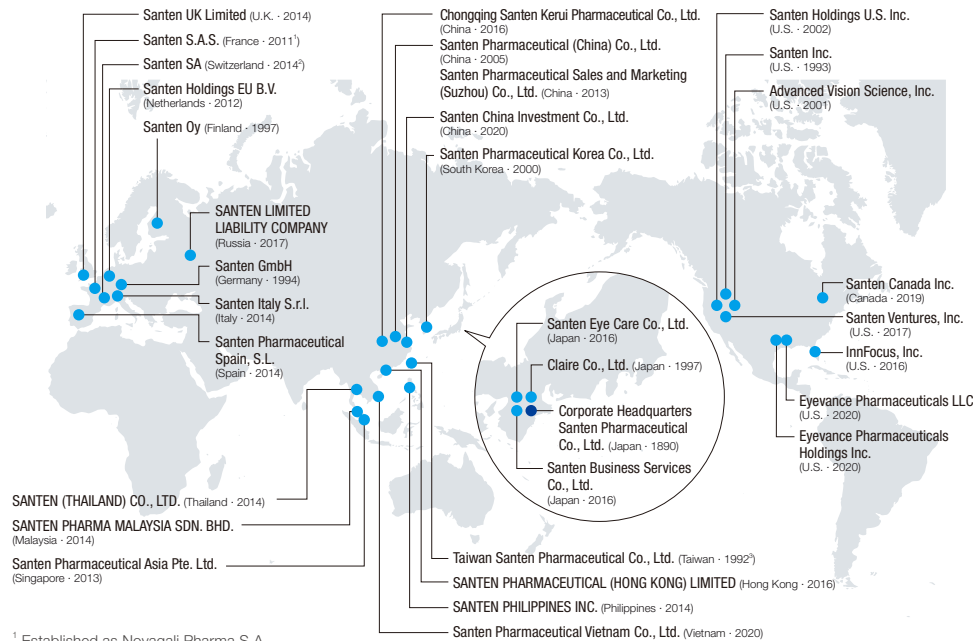 Santen UK Limited (U.K. · 2014)
Santen S.A.S. (France · 2011¹)
Santen SA (Switzerland · 2014²)
Santen Holdings EU B.V.
(Netherlands · 2012)
Santen Oy (Finland · 1997)
SANTEN LIMITED
LIABILITY COMPANY
(Russia · 2017)
Santen GmbH
(Germany · 1994)
Santen Italy S.r.l.
(Italy · 2014)
Santen Pharmaceutical
Spain, S.L.
(Spain · 2014)
Chongqing Santen Kerui Pharmaceutical Co., Ltd.
(China · 2016)
Santen Pharmaceutical (China) Co., Ltd.
(China · 2005)
Santen Pharmaceutical Sales and Marketing
(Suzhou) Co., Ltd. (China · 2013)
Santen China Investment Co., Ltd.
(China · 2020)
Santen Pharmaceutical Korea Co., Ltd.
(South Korea · 2000)
Santen Holdings U.S. Inc.
(U.S. · 2002)
Santen Inc.
(U.S. · 1993)
Advanced Vision Science, Inc.
(U.S. · 2001)
Santen Canada Inc.
(Canada · 2019)
Santen Ventures, Inc.
(U.S. · 2017)
InnFocus, Inc.
(U.S. · 2016)
Eyevance Pharmaceuticals LLC
(U.S. · 2020)
Eyevance Pharmaceuticals
Holdings Inc.
(U.S. · 2020)
Santen Eye Care Co., Ltd.
(Japan · 2016)
Claire Co., Ltd. (Japan · 1997)
Corporate Headquarters
Santen Pharmaceutical
Co., Ltd. (Japan · 1890)
Santen Business Services
Co., Ltd.
(Japan · 2016)
SANTEN (THAILAND) CO., LTD. (Thailand · 2014)
SANTEN PHARMA MALAYSIA SDN. BHD.
(Malaysia · 2014)
Santen Pharmaceutical Asia Pte. Ltd.
(Singapore · 2013)
Taiwan Santen Pharmaceutical Co., Ltd. (Taiwan · 1992³)
SANTEN PHARMACEUTICAL (HONG KONG) LIMITED (Hong Kong · 2016)
SANTEN PHILIPPINES INC. (Philippines · 2014)
Santen Pharmaceutical Vietnam Co., Ltd. (Vietnam · 2020)
¹ Established as Novagali Pharma S.A.